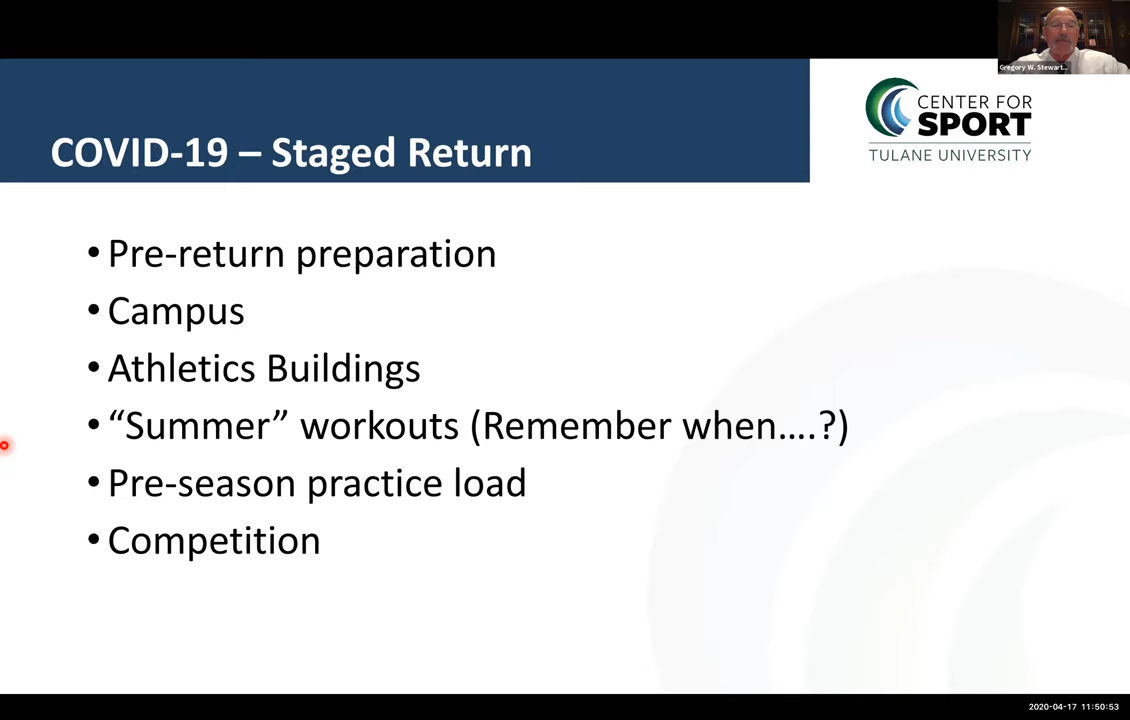 Gregory W. Stewart...
CENTER FOR
SPORT
TULANE UNIVERSITY
COVID-19 – Staged Return
• Pre-return preparation
• Campus
• Athletics Buildings
• “Summer” workouts (Remember when….?)
• Pre-season practice load
• Competition
2020-04-17 11:50:53